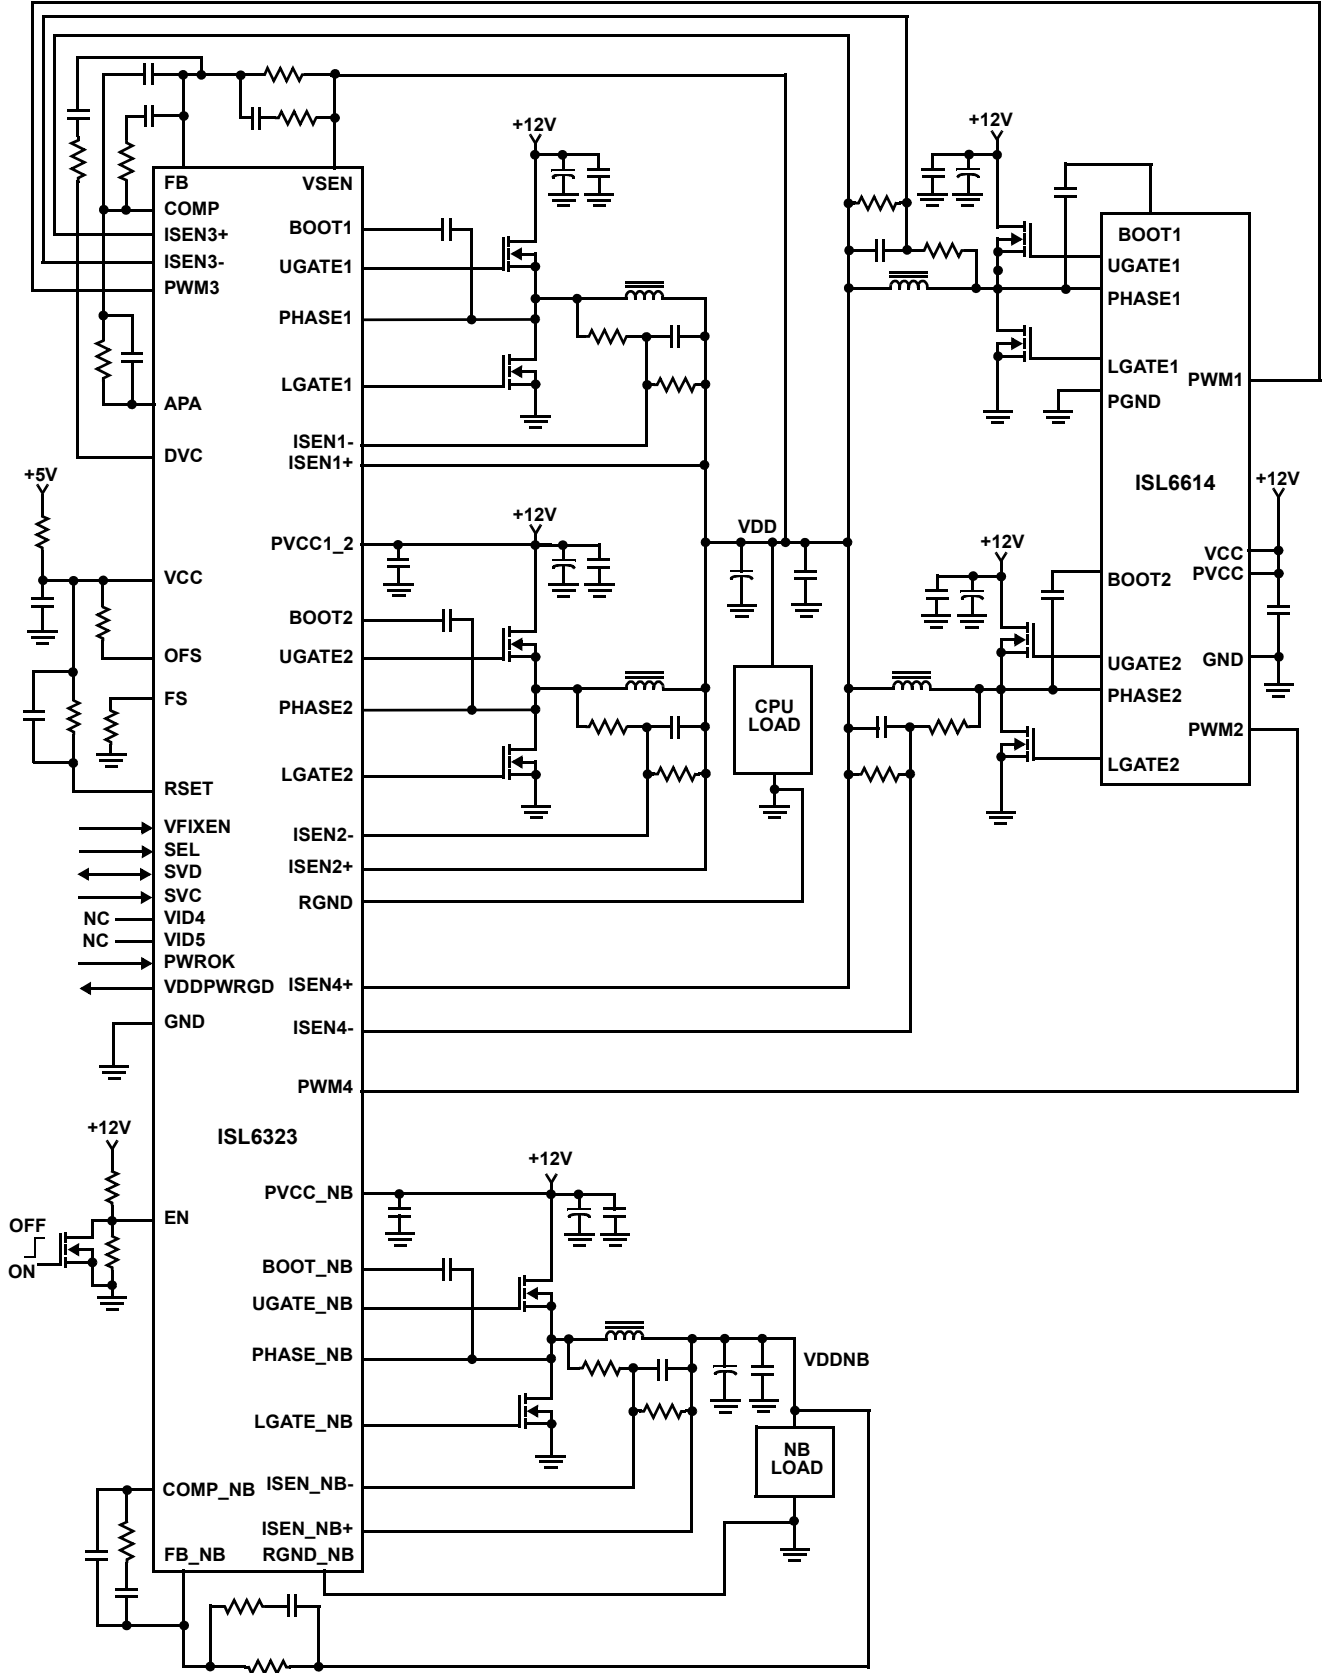 +12V
+12V
FB
VSEN
COMP
ISEN3+
BOOT1
BOOT1
ISEN3-
UGATE1
UGATE1
PWM3
PHASE1
PHASE1
LGATE1
LGATE1
PWM1
APA
PGND
ISEN1-
DVC
ISEN1+
+5V
ISL6614
+12V
+12V
VDD
PVCC1_2
+12V
VCC
VCC
PVCC
BOOT2
BOOT2
OFS
UGATE2
UGATE2
GND
FS
PHASE2
PHASE2
CPU
LOAD
PWM2
LGATE2
LGATE2
RSET
VFIXEN
ISEN2-
SEL
SVD
ISEN2+
SVC
RGND
NC
VID4
NC
VID5
PWROK
VDDPWRGD
ISEN4+
GND
ISEN4-
PWM4
+12V
ISL6323
+12V
PVCC_NB
EN
OFF
ON
BOOT_NB
UGATE_NB
PHASE_NB
VDDNB
LGATE_NB
NB
LOAD
COMP_NB
ISEN_NB-
ISEN_NB+
FB_NB
RGND_NB